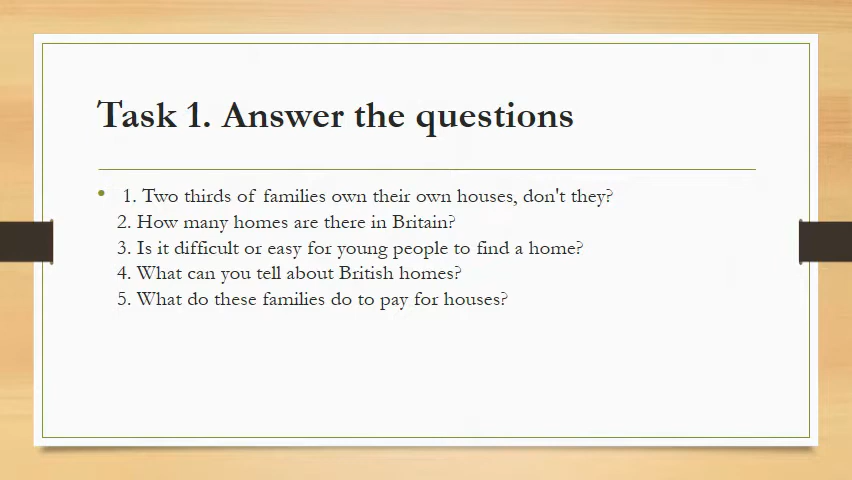 Task 1. Answer the questions
• 1. Two thirds of families own their own houses, don't they?
2. How many homes are there in Britain?
3. Is it difficult or easy for young people to find a home?
4. What can you tell about British homes?
5. What do these families do to pay for houses?